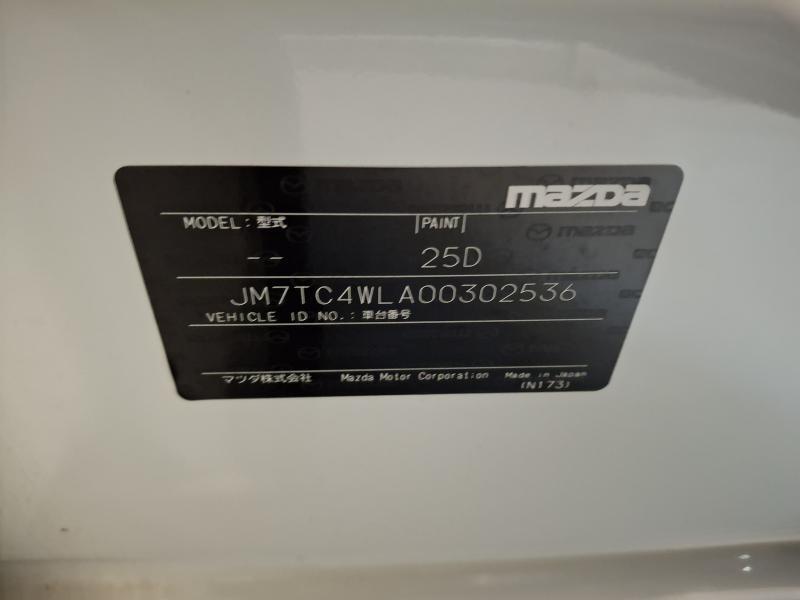 mazda
MODEL: 型式 PAINT
-- 25D
JM7TC4WLA00302536
VEHICLE ID NO.: 車台番号
マツダ株式会社 Mazda Motor Corporation Made in Japan
(N173)